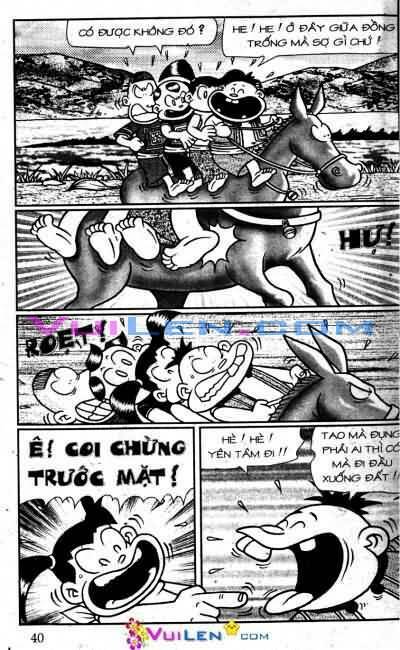 CÓ ĐƯỢC KHÔNG ĐÓ ?
HE ! HE ! Ở ĐÂY GIỮA ĐỒNG
TRỐNG MÀ SỢ GÌ CHỨ !
HỰ!
VUILEN.COM
ROẸT!
Ê! COI CHỪNG
TRƯỚC MẶT!
HÈ ! HÈ !
YÊN TÂM ĐI !!
TAO MÀ ĐỤNG
PHẢI AI THÌ CÓ
MÀ ĐI ĐẦU
XUỐNG ĐẤT !!
40
VUILEN.COM